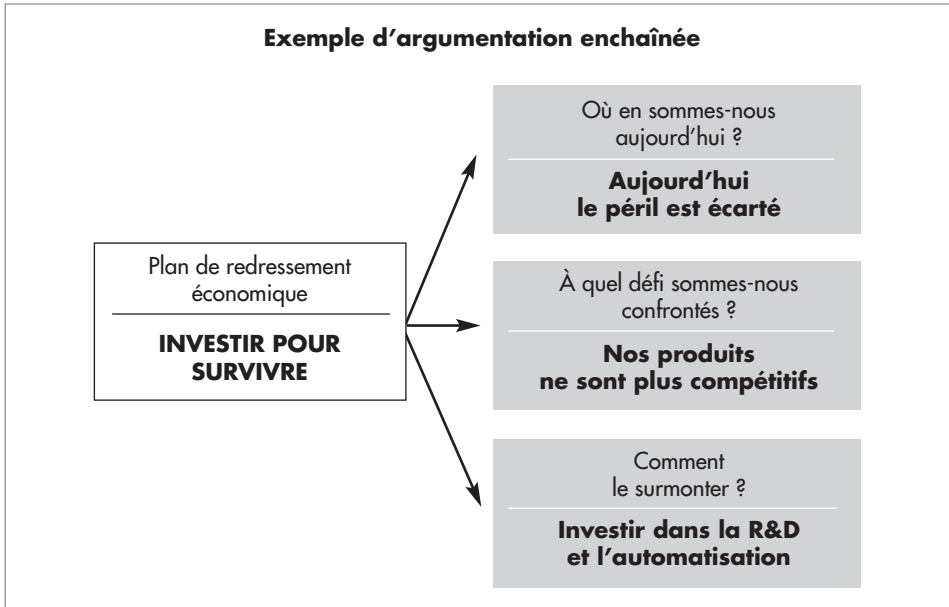 Exemple d'argumentation enchaînée
Plan de redressement
économique
INVESTIR POUR
SURVIVRE
Où en sommes-nous
aujourd'hui ?
Aujourd'hui
le péril est écarté
À quel défi sommes-nous
confrontés ?
Nos produits
ne sont plus compétitifs
Comment
le surmonter ?
Investir dans la R&D
et l'automatisation